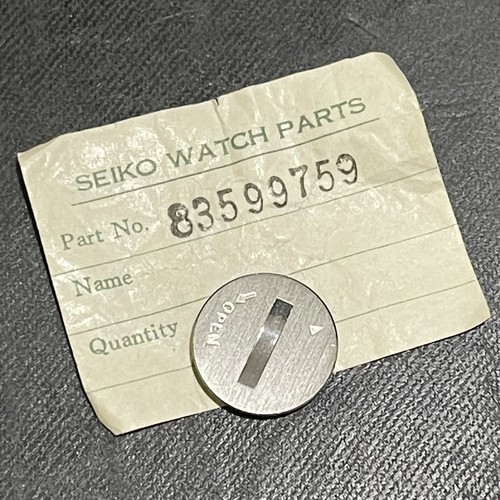 SEIKO WATCH PARTS
Part No. 83599759
Name
Quantity
OPEN